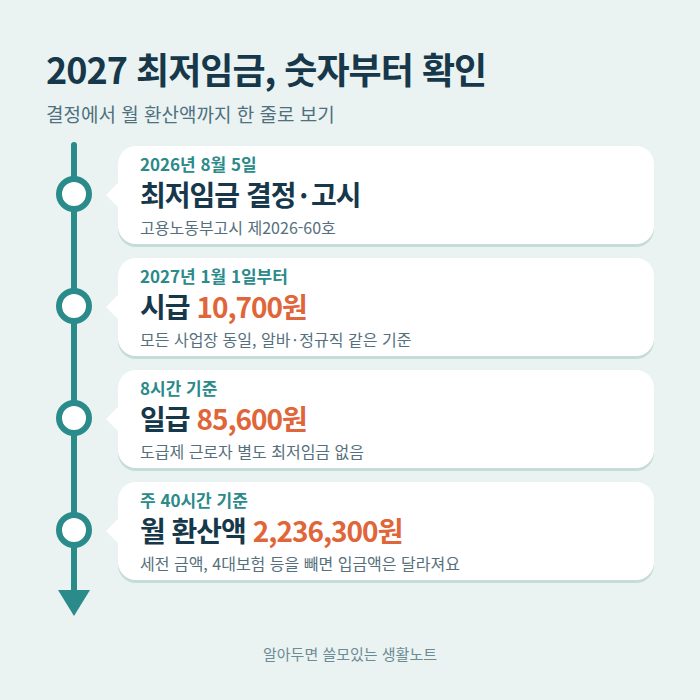 2027 최저임금, 숫자부터 확인
결정에서 월 환산액까지 한 줄로 보기
2026년 8월 5일
최저임금 결정·고시
고용노동부고시 제2026-60호
2027년 1월 1일부터
시급 10,700원
모든 사업장 동일, 알바·정규직 같은 기준
8시간 기준
일급 85,600원
도급제 근로자 별도 최저임금 없음
주 40시간 기준
월 환산액 2,236,300원
세전 금액, 4대보험 등을 빼면 입금액은 달라져요
알아두면 쓸모있는 생활노트